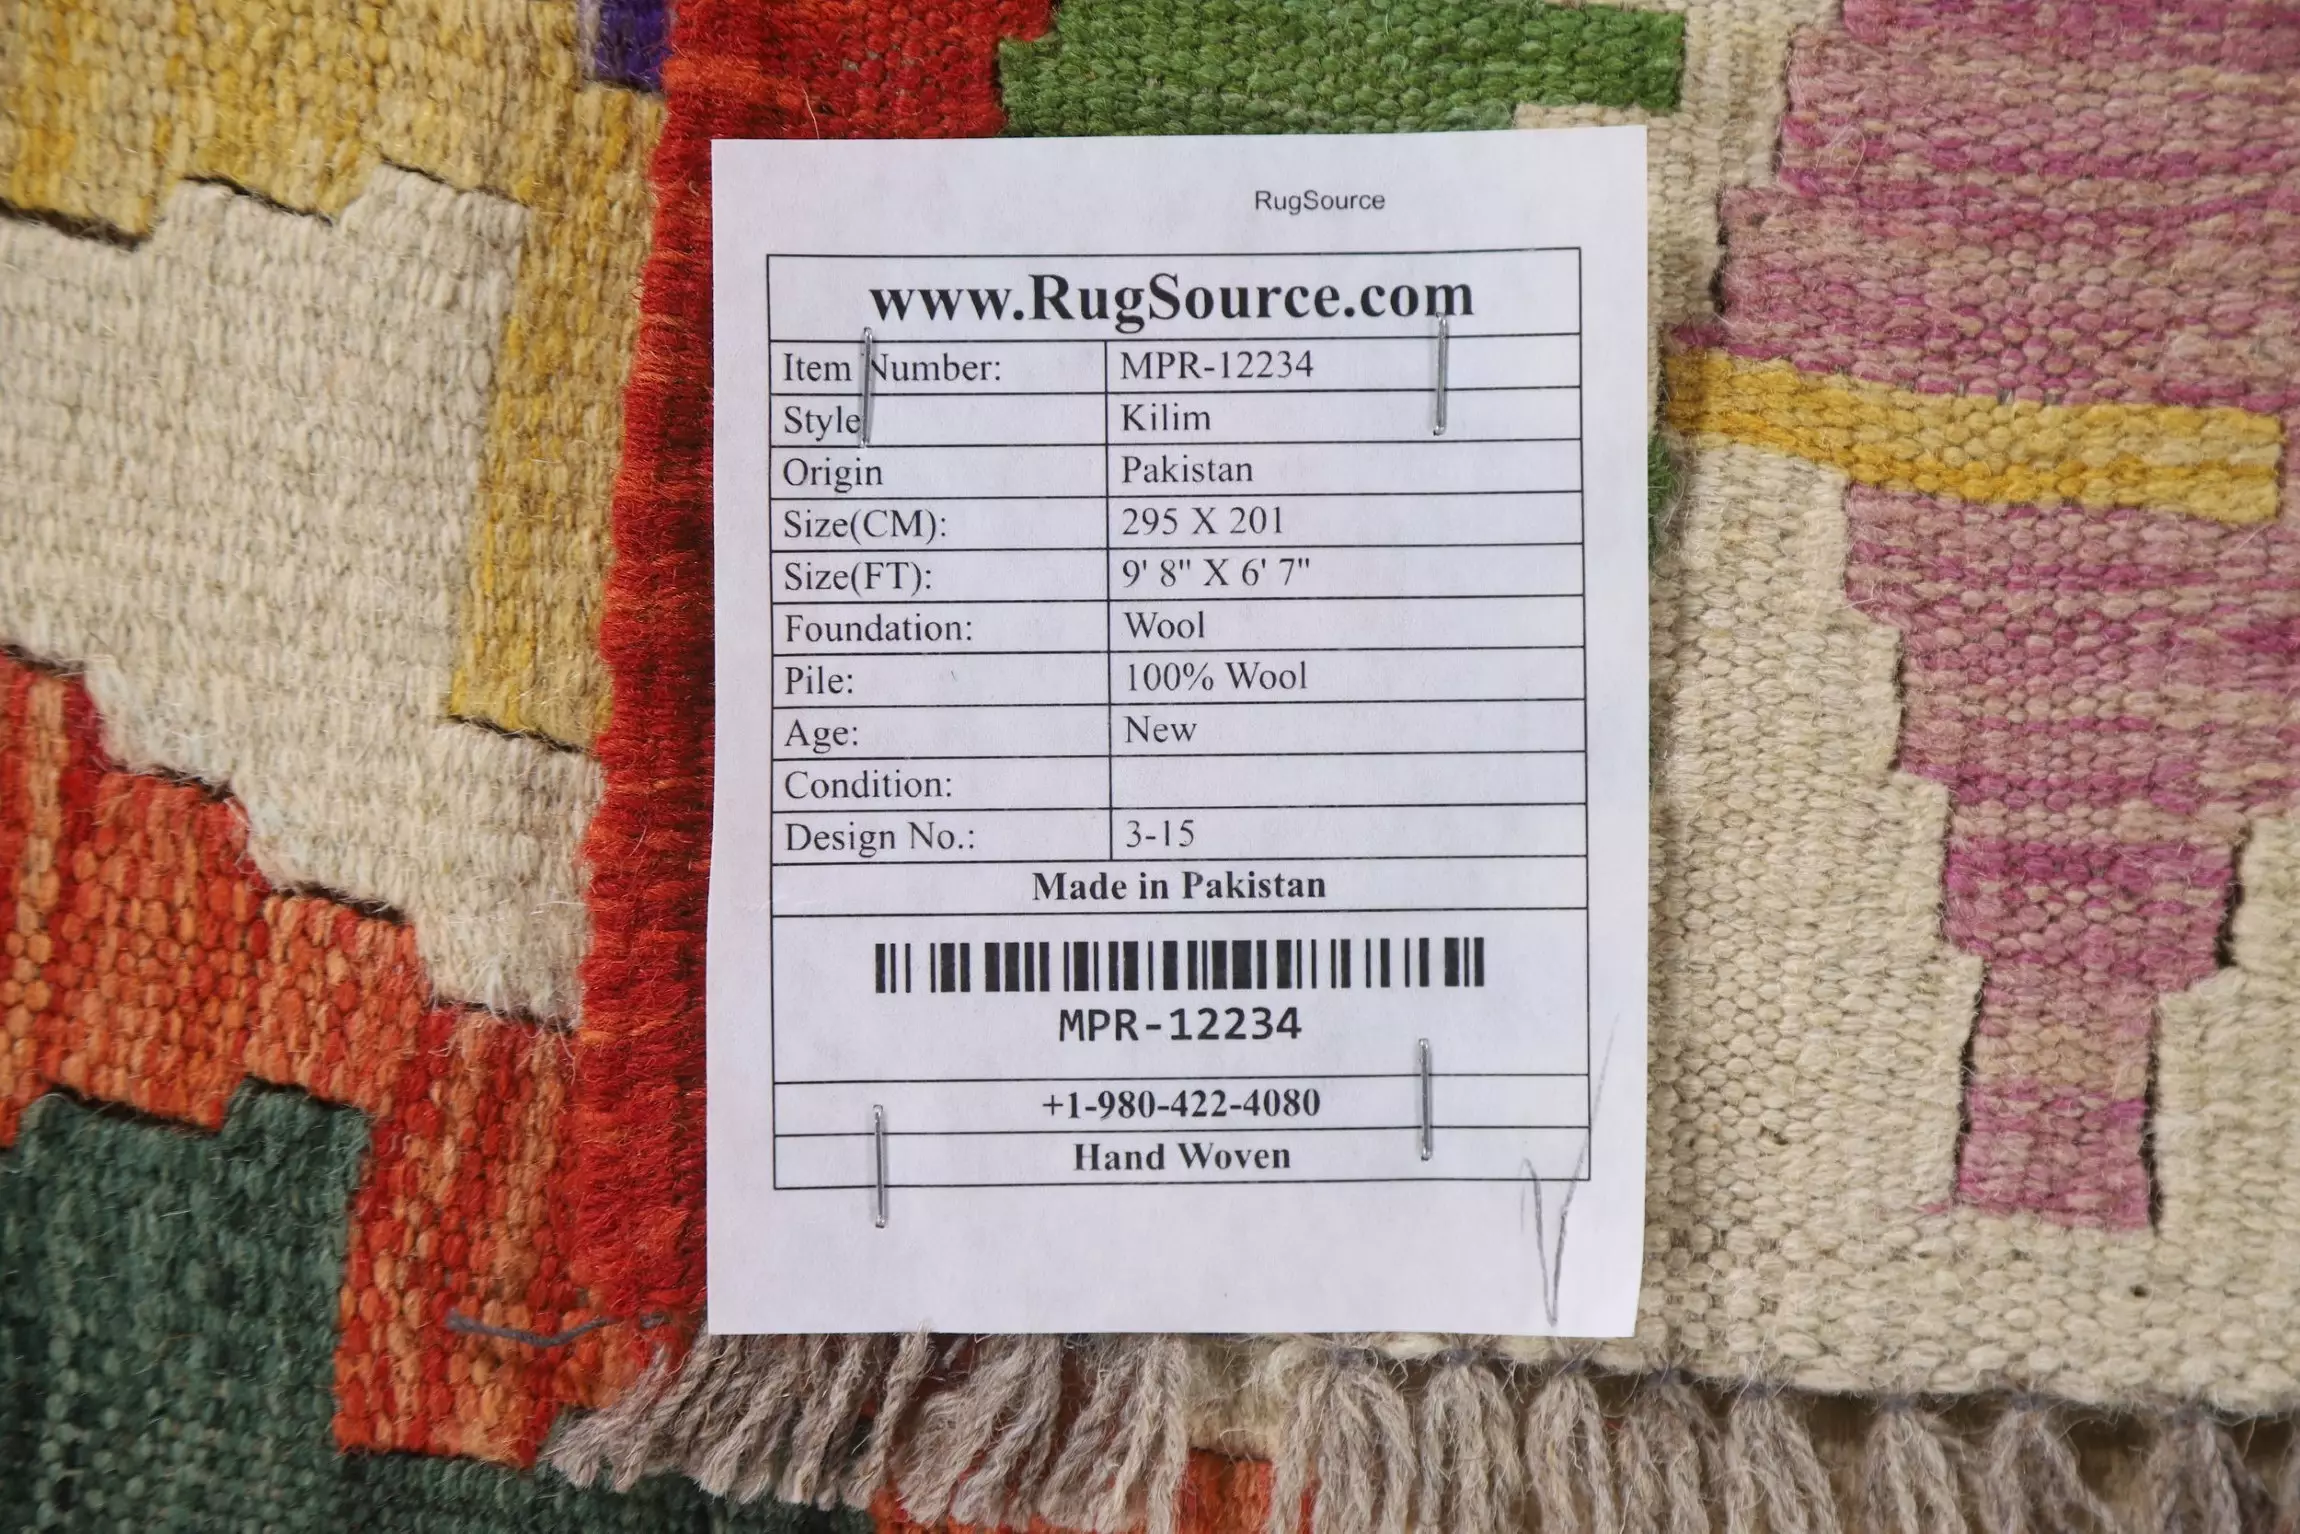 RugSource
www.RugSource.com
Item Number: MPR-12234
Style Kilim
Origin Pakistan
Size(CM): 295 X 201
Size(FT): 9' 8" X 6' 7"
Foundation: Wool
Pile: 100% Wool
Age: New
Condition:
Design No.: 3-15
Made in Pakistan
MPR-12234
+1-980-422-4080
Hand Woven